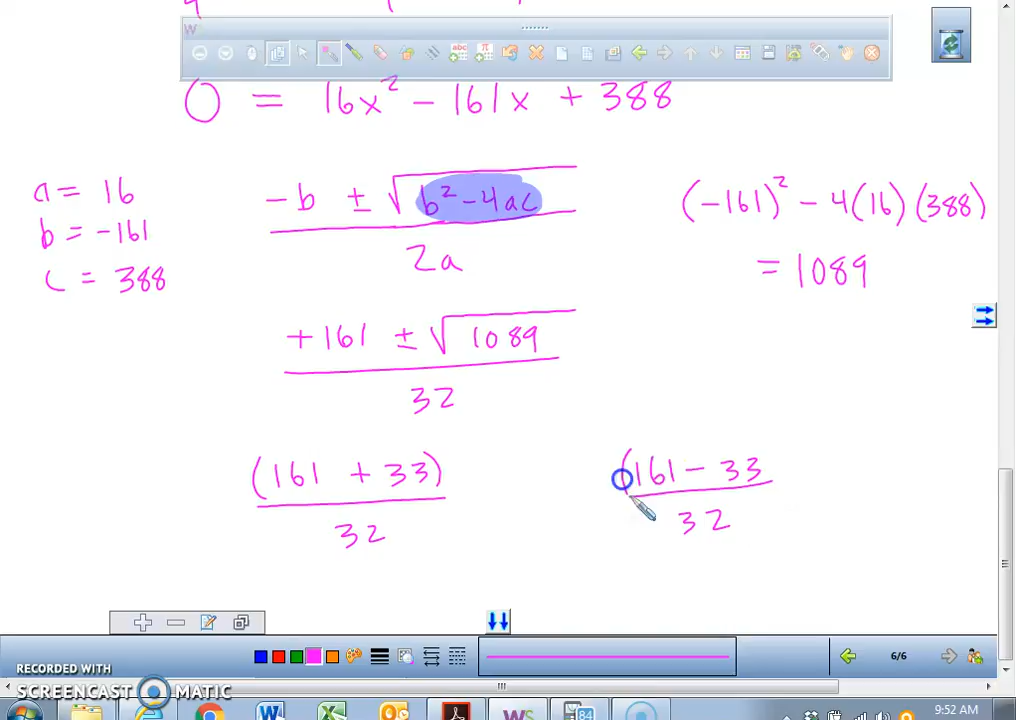 WS
0 = 16x² − 161x + 388
a = 16
b = -161
c = 388
-b ± √b² - 4ac
2a
(-161)² - 4(16)(388)
= 1089
+161 ± √1089
32
(161 + 33)
32
(161 - 33
32
6/6
RECORDED WITH
SCREENCAST MATIC
9:52 AM